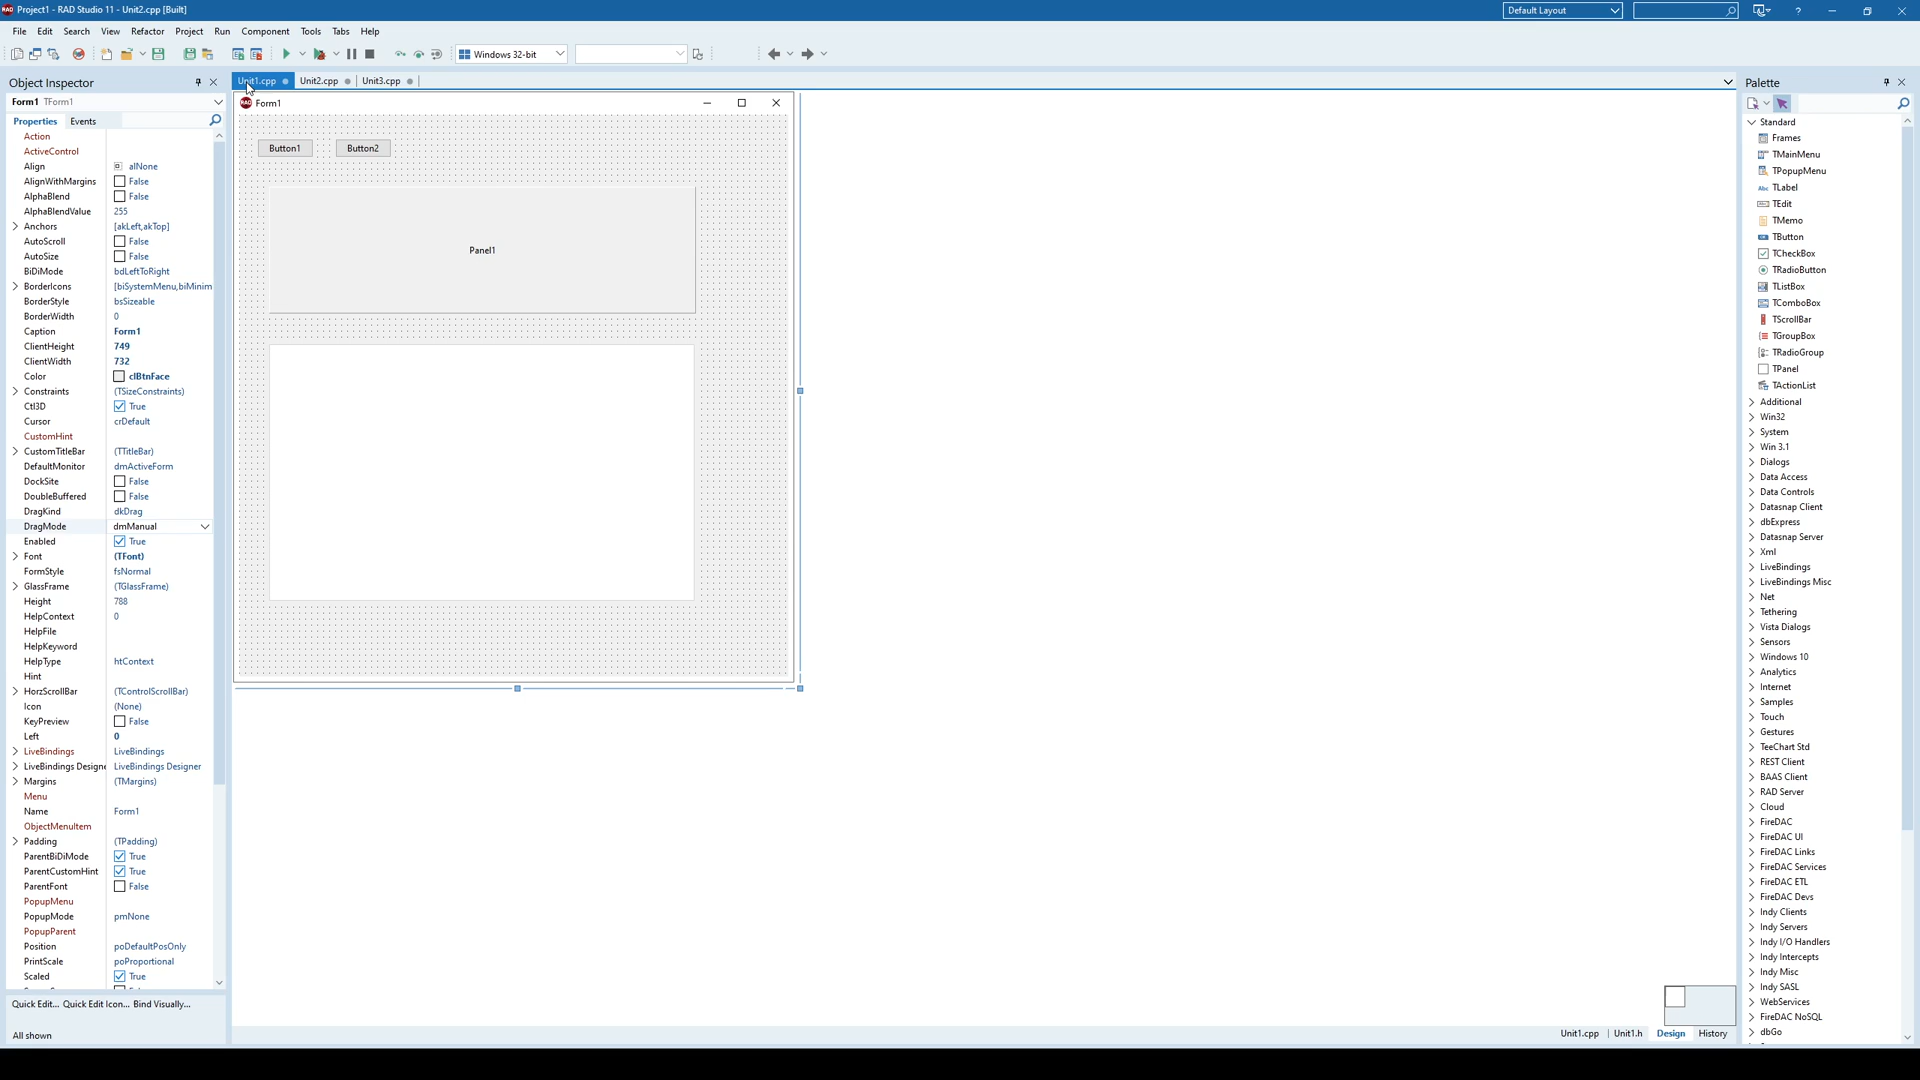 Project1 - RAD Studio 11 - Unit2.cpp [Built]
Default Layout
File Edit Search View Refactor Project Run Component Tools Tabs Help
Windows 32-bit
Object Inspector
Form1 TForm1
Properties Events
Action
ActiveControl
Align alNone
AlignWithMargins False
AlphaBlend False
AlphaBlendValue 255
Anchors [akLeft,akTop]
AutoScroll False
AutoSize False
BiDiMode bdLeftToRight
BorderIcons [biSystemMenu,biMinim
BorderStyle bsSizeable
BorderWidth 0
Caption Form1
ClientHeight 749
ClientWidth 732
Color clBtnFace
Constraints (TSizeConstraints)
Ctl3D True
Cursor crDefault
CustomHint
CustomTitleBar (TTitleBar)
DefaultMonitor dmActiveForm
DockSite False
DoubleBuffered False
DragKind dkDrag
DragMode dmManual
Enabled True
Font (TFont)
FormStyle fsNormal
GlassFrame (TGlassFrame)
Height 788
HelpContext 0
HelpFile
HelpKeyword
HelpType htContext
Hint
HorzScrollBar (TControlScrollBar)
Icon (None)
KeyPreview False
Left 0
LiveBindings LiveBindings
LiveBindings Designe LiveBindings Designer
Margins (TMargins)
Menu
Name Form1
ObjectMenuItem
Padding (TPadding)
ParentBiDiMode True
ParentCustomHint True
ParentFont False
PopupMenu
PopupMode pmNone
PopupParent
Position poDefaultPosOnly
PrintScale poProportional
Scaled True
Quick Edit... Quick Edit Icon... Bind Visually...
All shown
Unit1.cpp Unit2.cpp Unit3.cpp
Form1
Button1 Button2
Panel1
Unit1.cpp Unit1.h Design History
Palette
Standard
Frames
TMainMenu
TPopupMenu
Abc TLabel
TEdit
TMemo
TButton
TCheckBox
TRadioButton
TListBox
TComboBox
TScrollBar
TGroupBox
TRadioGroup
TPanel
TActionList
Additional
Win32
System
Win 3.1
Dialogs
Data Access
Data Controls
Datasnap Client
dbExpress
Datasnap Server
Xml
LiveBindings
LiveBindings Misc
Net
Tethering
Vista Dialogs
Sensors
Windows 10
Analytics
Internet
Samples
Touch
Gestures
TeeChart Std
REST Client
BAAS Client
RAD Server
Cloud
FireDAC
FireDAC UI
FireDAC Links
FireDAC Services
FireDAC ETL
FireDAC Devs
Indy Clients
Indy Servers
Indy I/O Handlers
Indy Intercepts
Indy Misc
Indy SASL
WebServices
FireDAC NoSQL
dbGo